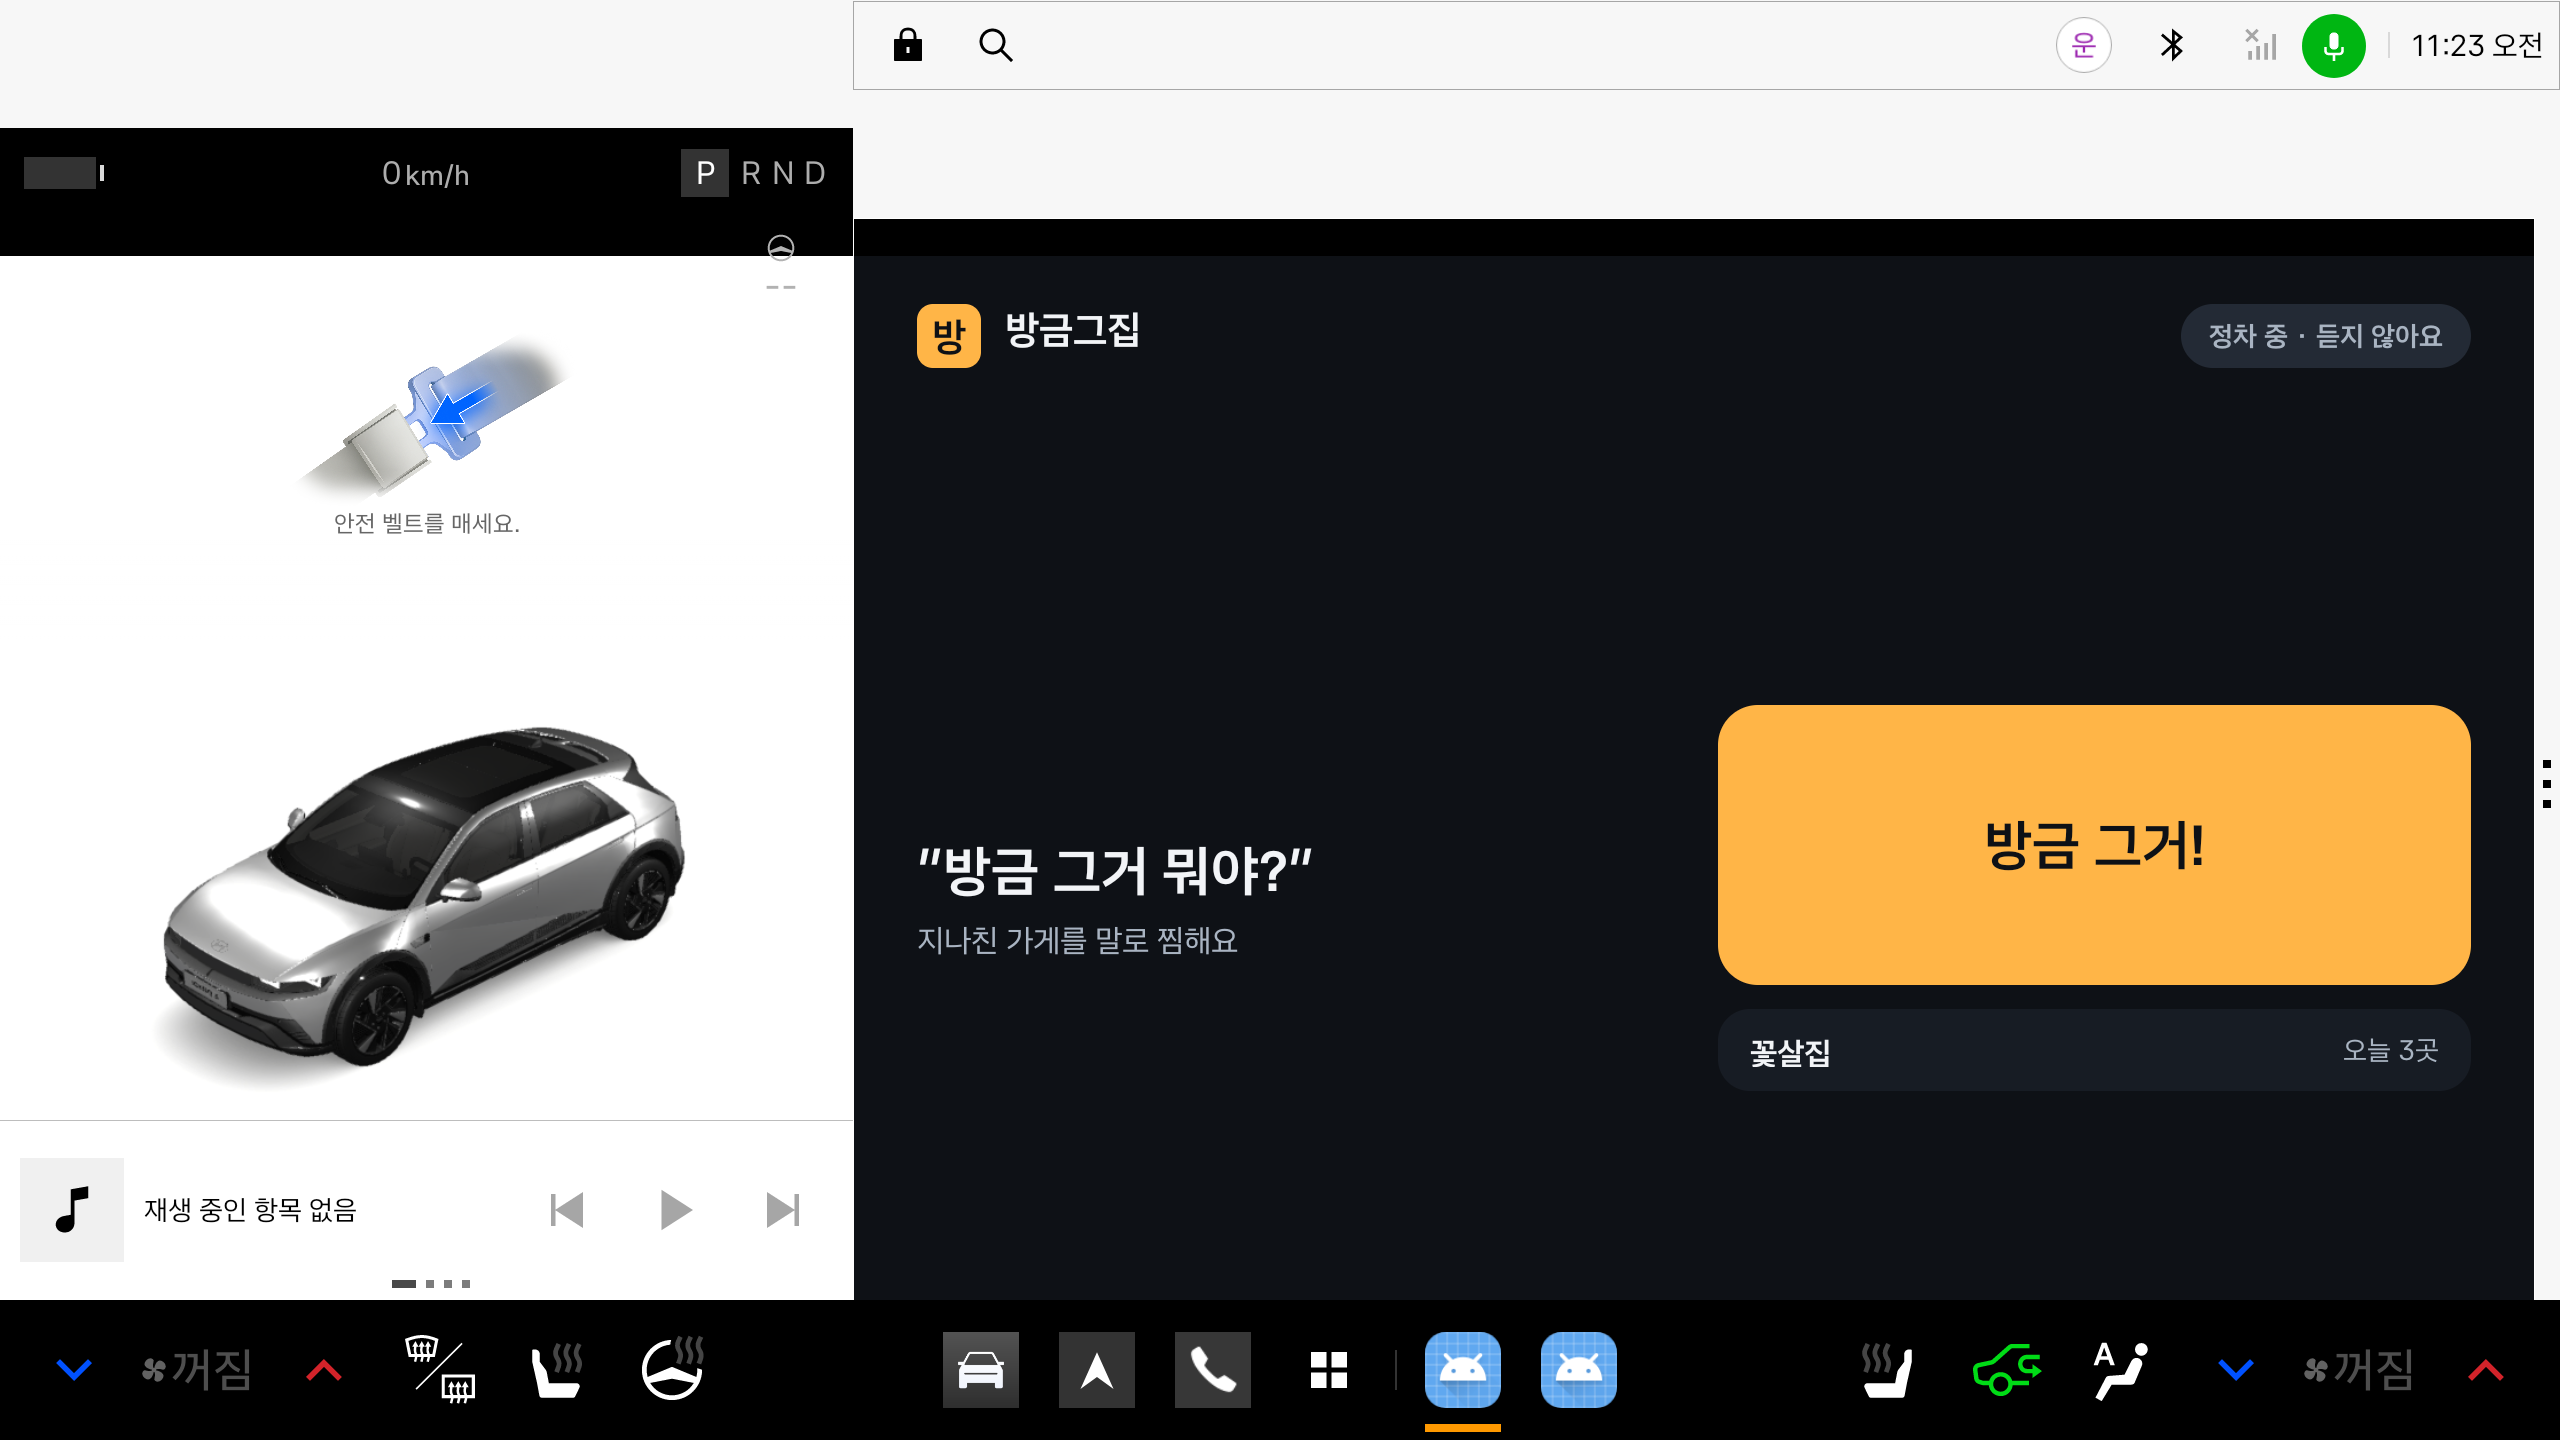 운
11:23 오전
0 km/h
P R N D
--
안전 벨트를 매세요.
방
방금그집
정차 중 · 듣지 않아요
"방금 그거 뭐야?"
지나친 가게를 말로 찜해요
방금 그거!
꽃살집
오늘 3곳
재생 중인 항목 없음
꺼짐
A
꺼짐